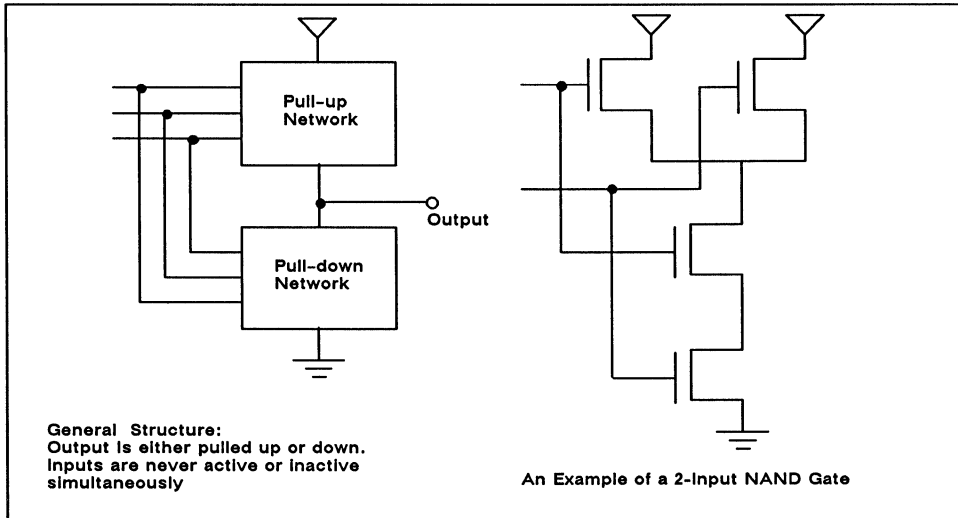 Pull-up
Network
Output
Pull-down
Network
General Structure:
Output is either pulled up or down.
Inputs are never active or inactive
simultaneously
An Example of a 2-Input NAND Gate